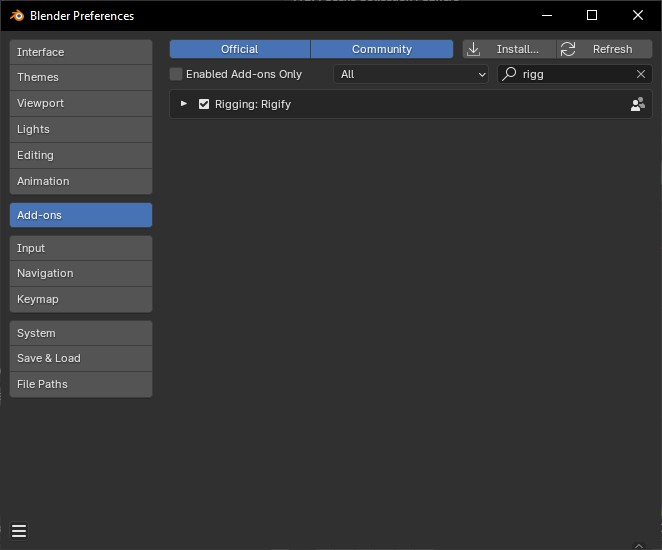 Blender Preferences
Interface
Themes
Viewport
Lights
Editing
Animation
Add-ons
Input
Navigation
Keymap
System
Save & Load
File Paths
Official Community Install... Refresh
Enabled Add-ons Only All rigg
Rigging: Rigify